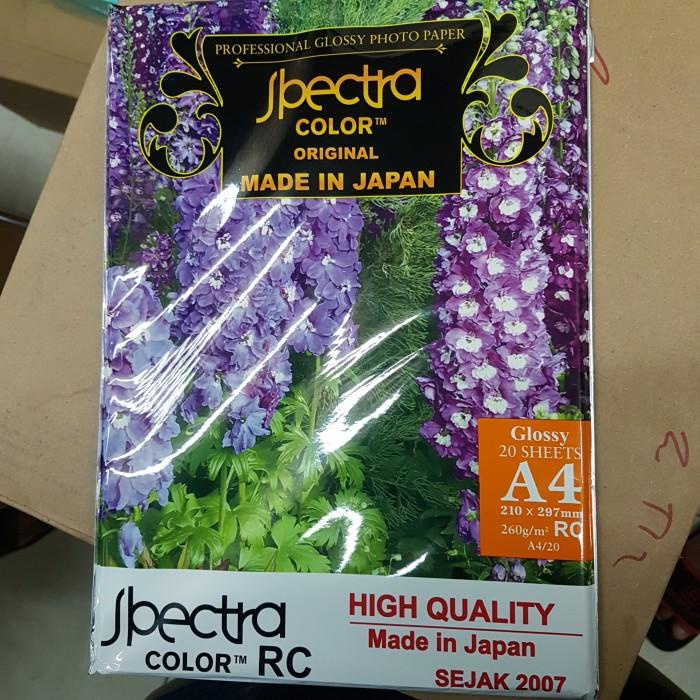 PROFESSIONAL GLOSSY PHOTO PAPER
Spectra
COLOR™
ORIGINAL
MADE IN JAPAN
Glossy
20 SHEETS
A4
210 x 297mm
260g/m² RC
A4/20
Spectra
COLOR™ RC
HIGH QUALITY
Made in Japan
SEJAK 2007